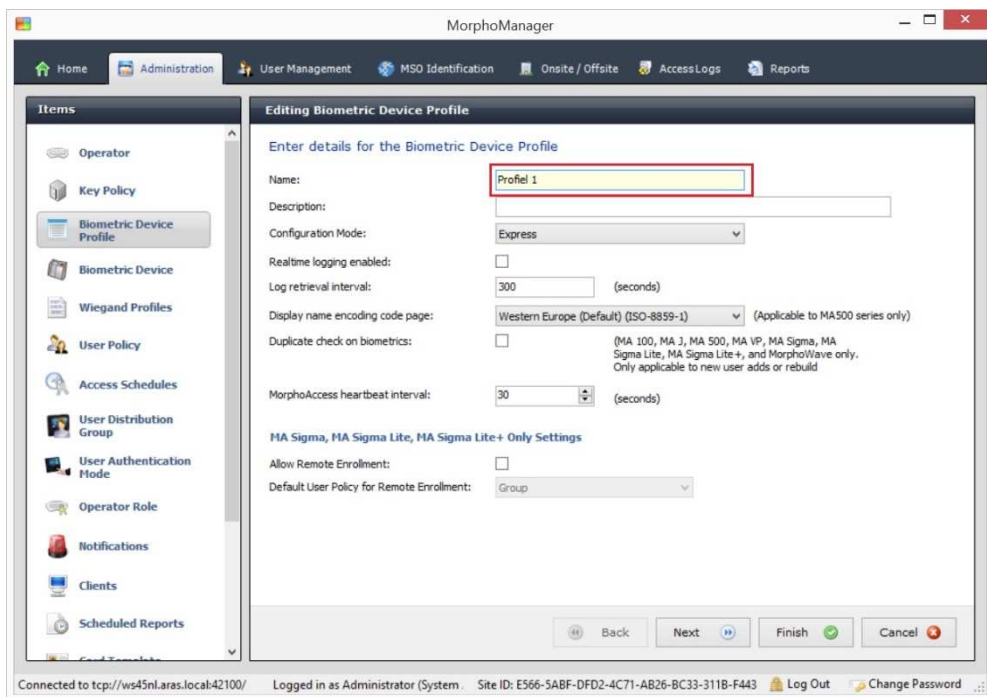 MorphoManager
Home Administration User Management MSO Identification Onsite / Offsite AccessLogs Reports
Items
Operator
Key Policy
Biometric Device
Profile
Biometric Device
Wiegand Profiles
User Policy
Access Schedules
User Distribution
Group
User Authentication
Mode
Operator Role
Notifications
Clients
Scheduled Reports
Card Template
Editing Biometric Device Profile
Enter details for the Biometric Device Profile
Name: Profiel 1
Description:
Configuration Mode: Express
Realtime logging enabled:
Log retrieval interval: 300 (seconds)
Display name encoding code page: Western Europe (Default) (ISO-8859-1) (Applicable to MA500 series only)
Duplicate check on biometrics: (MA 100, MA J, MA 500, MA VP, MA Sigma, MA
Sigma Lite, MA Sigma Lite+, and MorphoWave only.
Only applicable to new user adds or rebuild
MorphoAccess heartbeat interval: 30 (seconds)
MA Sigma, MA Sigma Lite, MA Sigma Lite+ Only Settings
Allow Remote Enrollment:
Default User Policy for Remote Enrollment: Group
Back Next Finish Cancel
Connected to tcp://ws45nl.aras.local:42100/ Logged in as Administrator (System . Site ID: E566-5ABF-DFD2-4C71-AB26-BC33-311B-F443 Log Out Change Password